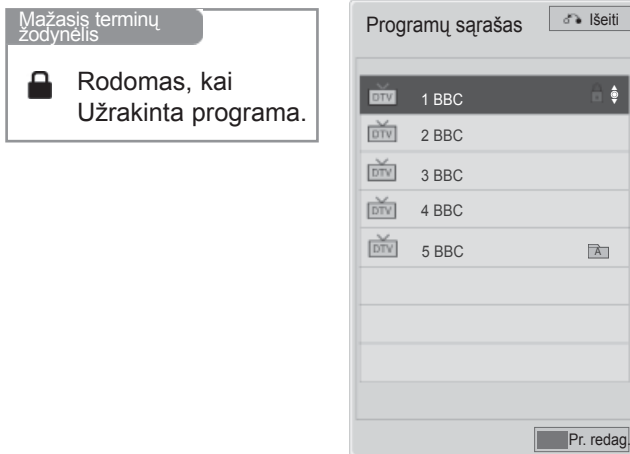 Mažasis terminų
žodynėlis
Rodomas, kai
Užrakinta programa.
Programų sąrašas
Išeiti
DTV 1 BBC
DTV 2 BBC
DTV 3 BBC
DTV 4 BBC
DTV 5 BBC A
Pr. redag.